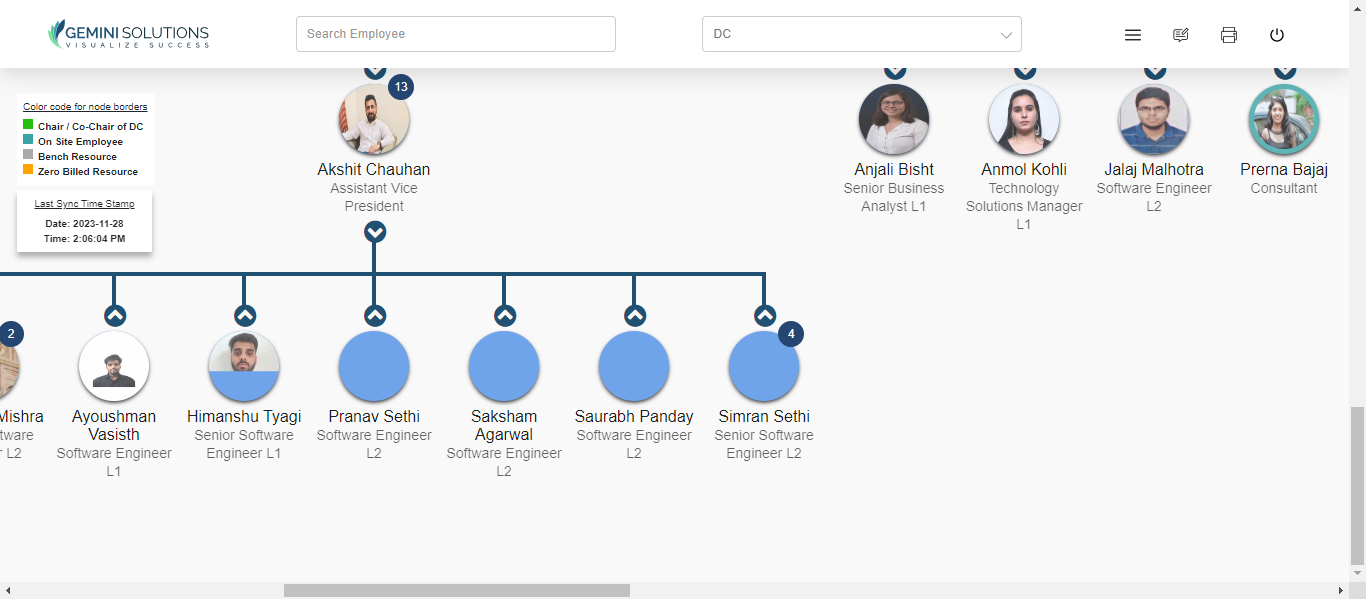 GEMINI SOLUTIONS
VISUALIZE SUCCESS
Search Employee
DC
Color code for node borders
Chair / Co-Chair of DC
On Site Employee
Bench Resource
Zero Billed Resource
Last Sync Time Stamp
Date: 2023-11-28
Time: 2:06:04 PM
13
Akshit Chauhan
Assistant Vice
President
Anjali Bisht
Senior Business
Analyst L1
Anmol Kohli
Technology
Solutions Manager
L1
Jalaj Malhotra
Software Engineer
L2
Prerna Bajaj
Consultant
2
Mishra
tware
r L2
Ayoushman
Vasisth
Software Engineer
L1
Himanshu Tyagi
Senior Software
Engineer L1
Pranav Sethi
Software Engineer
L2
Saksham
Agarwal
Software Engineer
L2
Saurabh Panday
Software Engineer
L2
4
Simran Sethi
Senior Software
Engineer L2